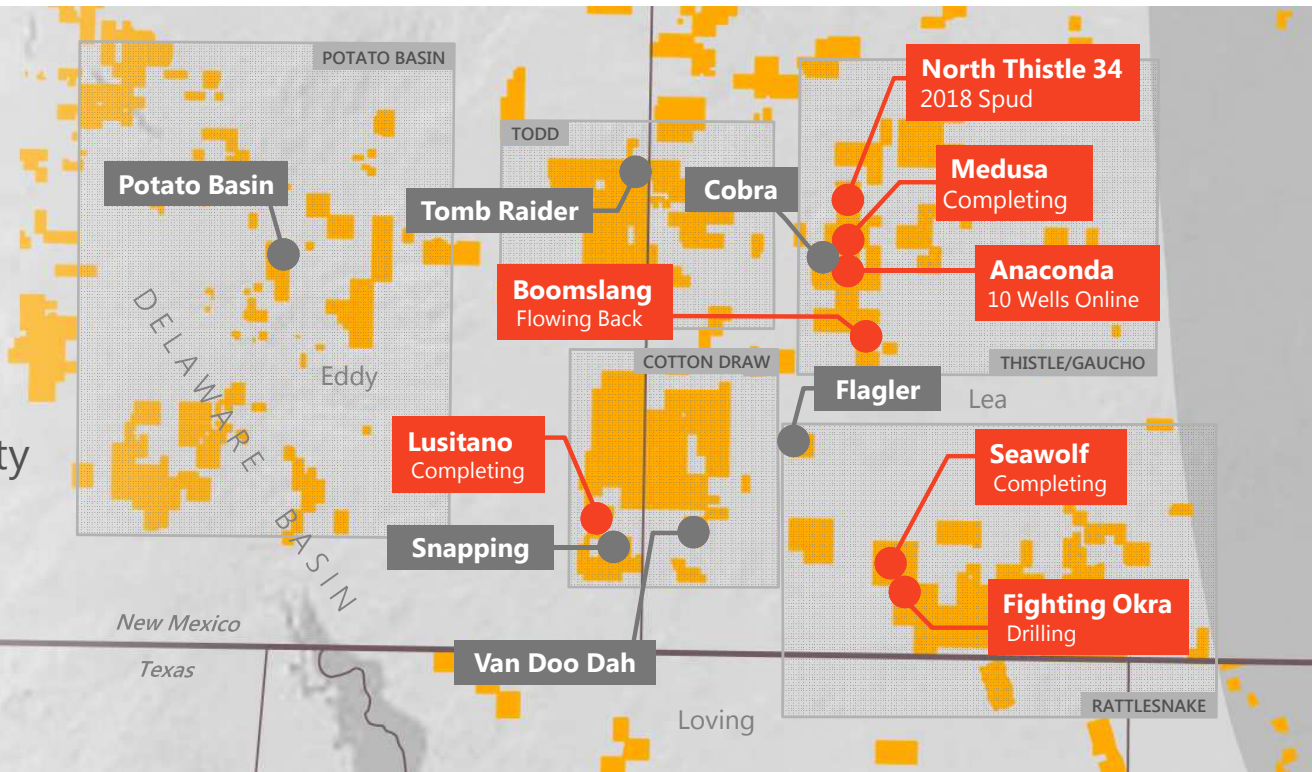 POTATO BASIN
North Thistle 34
2018 Spud
TODD
Medusa
Completing
Potato Basin
Cobra
Tomb Raider
Anaconda
10 Wells Online
Boomslang
Flowing Back
DELAWARE BASIN
COTTON DRAW
THISTLE/GAUCHO
Eddy
Flagler
Lea
ty
Lusitano
Completing
Seawolf
Completing
Snapping
Fighting Okra
Drilling
New Mexico
Texas
Van Doo Dah
RATTLESNAKE
Loving